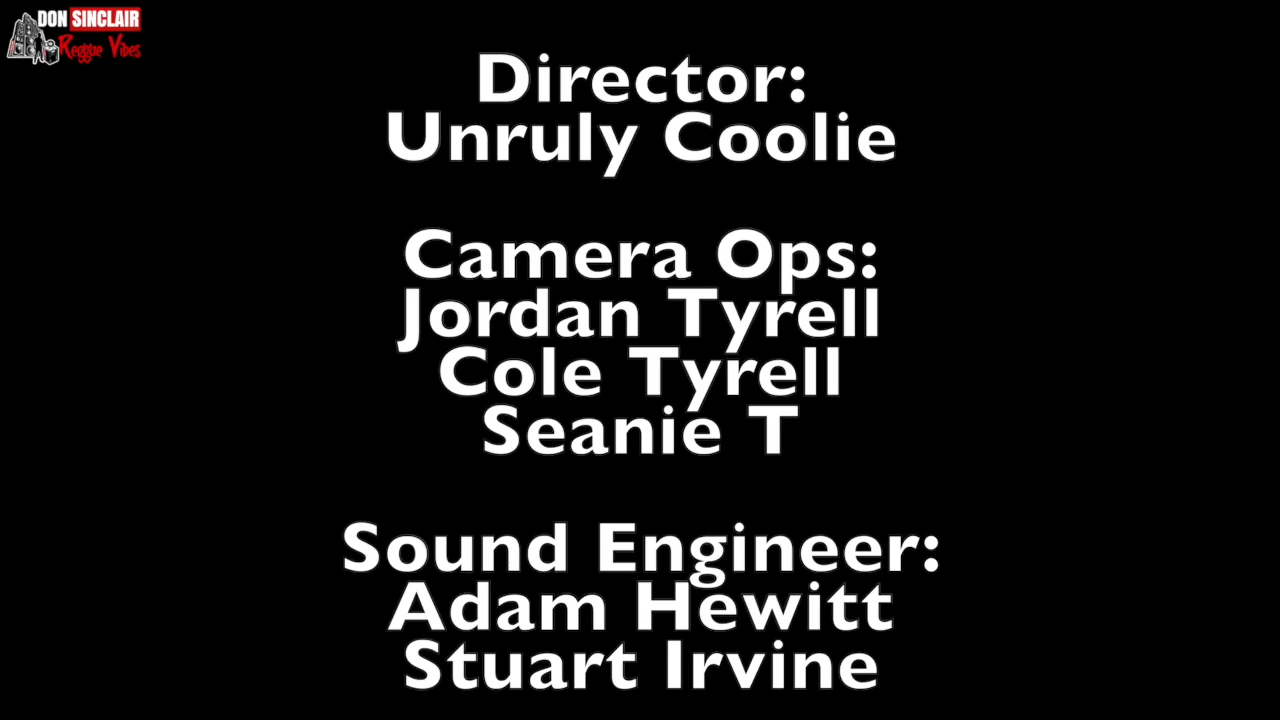 DON SINCLAIR
Reggae Vibes
Director:
Unruly Coolie
Camera Ops:
Jordan Tyrell
Cole Tyrell
Seanie T
Sound Engineer:
Adam Hewitt
Stuart Irvine